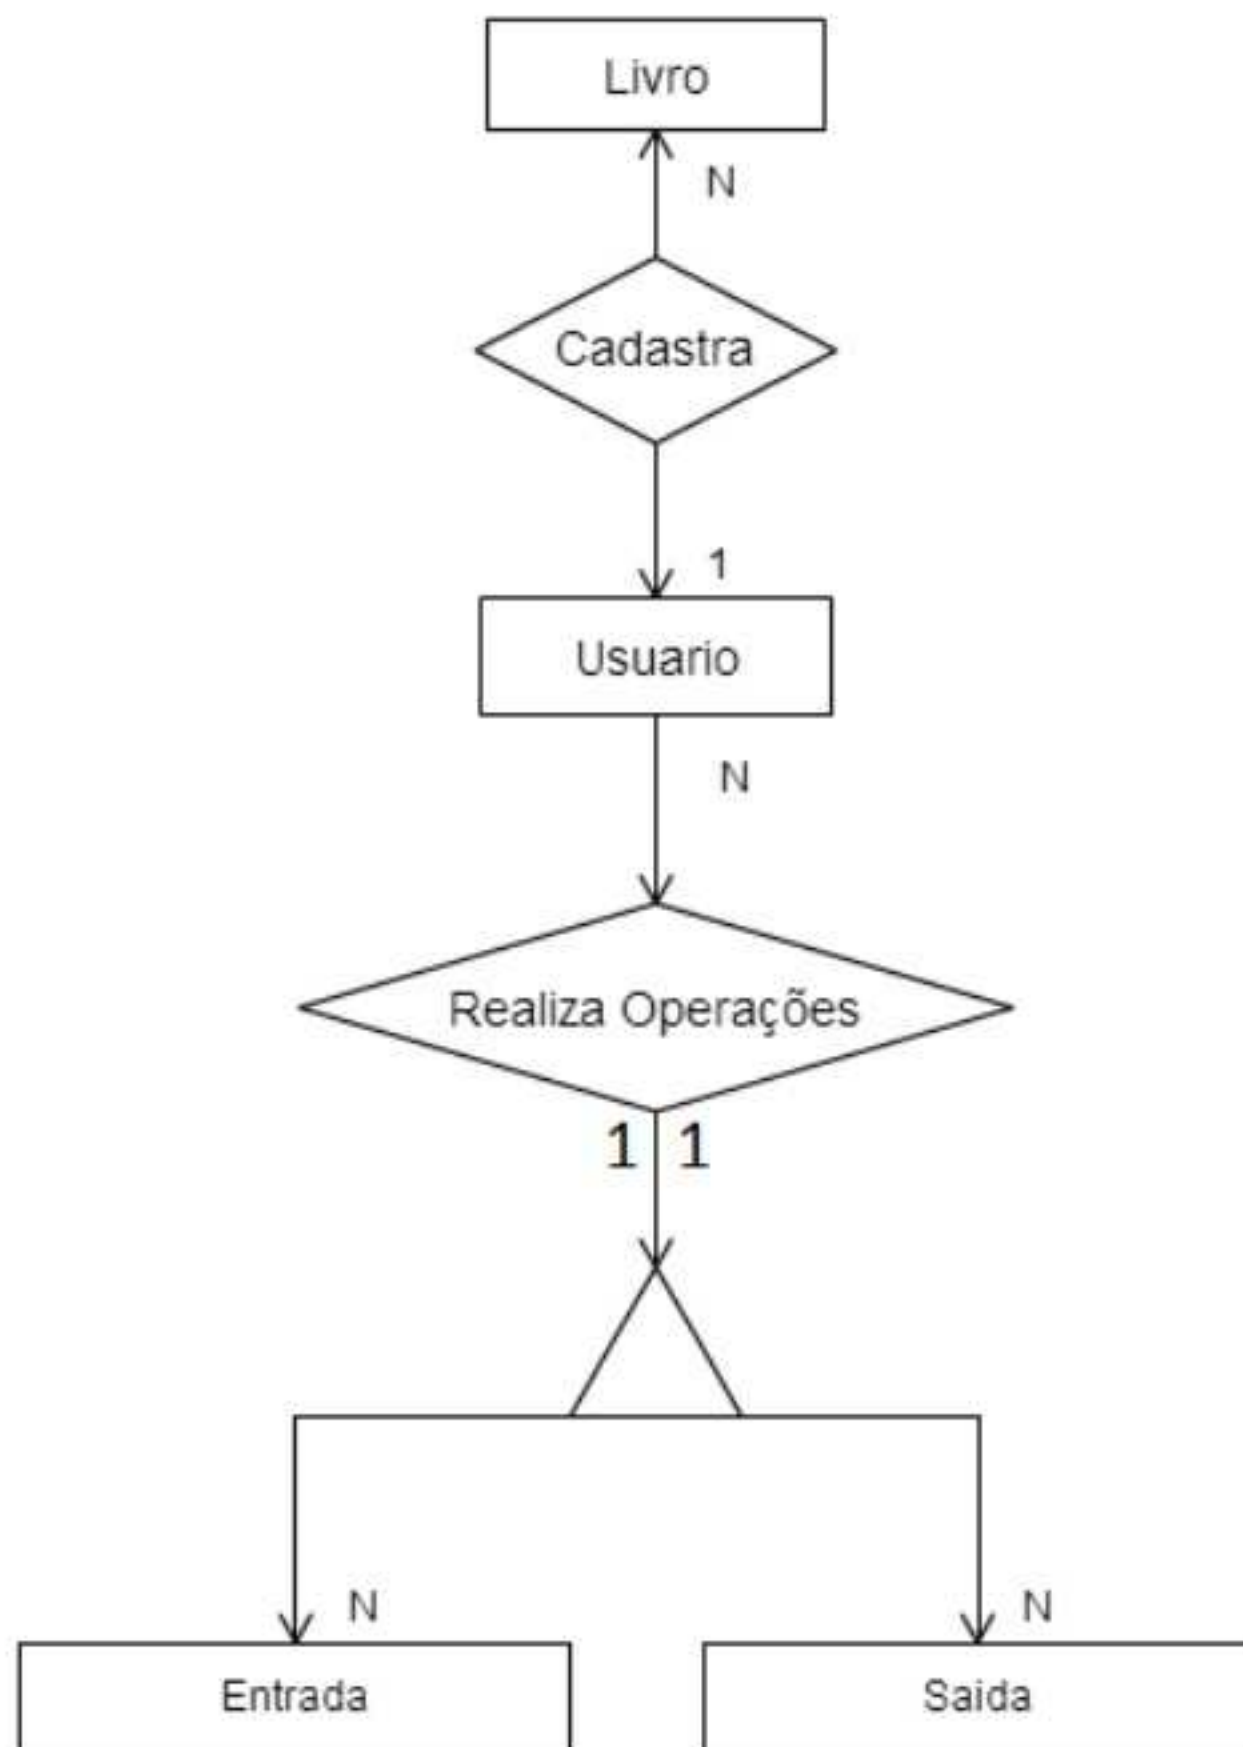 Livro
N
Cadastra
1
Usuario
N
Realiza Operações
1 1
N N
Entrada Saida